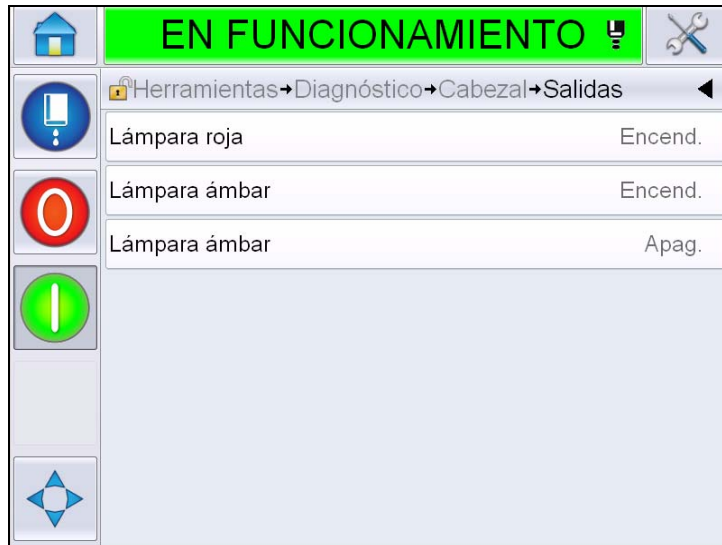 EN FUNCIONAMIENTO
Herramientas→Diagnóstico→Cabezal→Salidas
Lámpara roja Encend.
Lámpara ámbar Encend.
Lámpara ámbar Apag.